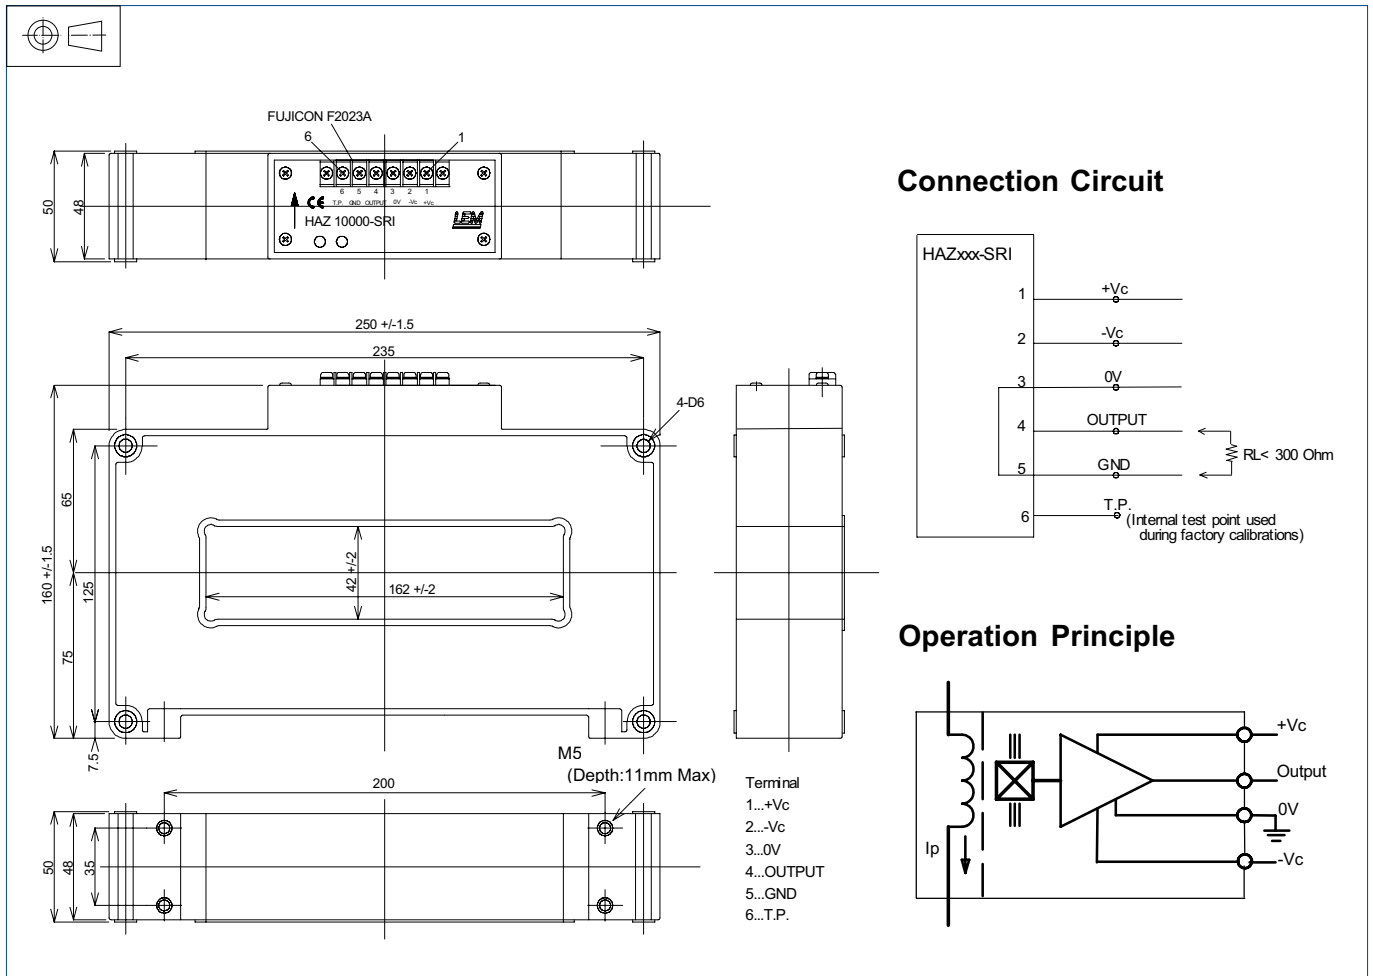 FUJICON F2023A
6
1
50
48
6 5 4 3 2 1
CE T.P. GND OUTPUT 0V -Vc +Vc
HAZ 10000-SRI
LEM
250 +/-1.5
235
4-D6
160 +/-1.5
65
125
75
7.5
42 +/-2
162 +/-2
M5
(Depth:11mm Max)
200
50
48
35
Terminal
1...+Vc
2...-Vc
3...0V
4...OUTPUT
5...GND
6...T.P.
Connection Circuit
HAZxxx-SRI
1 +Vc
2 -Vc
3 0V
4 OUTPUT
5 GND
RL< 300 Ohm
6 T.P.
(Internal test point used
during factory calibrations)
Operation Principle
+Vc
Output
0V
-Vc
Ip